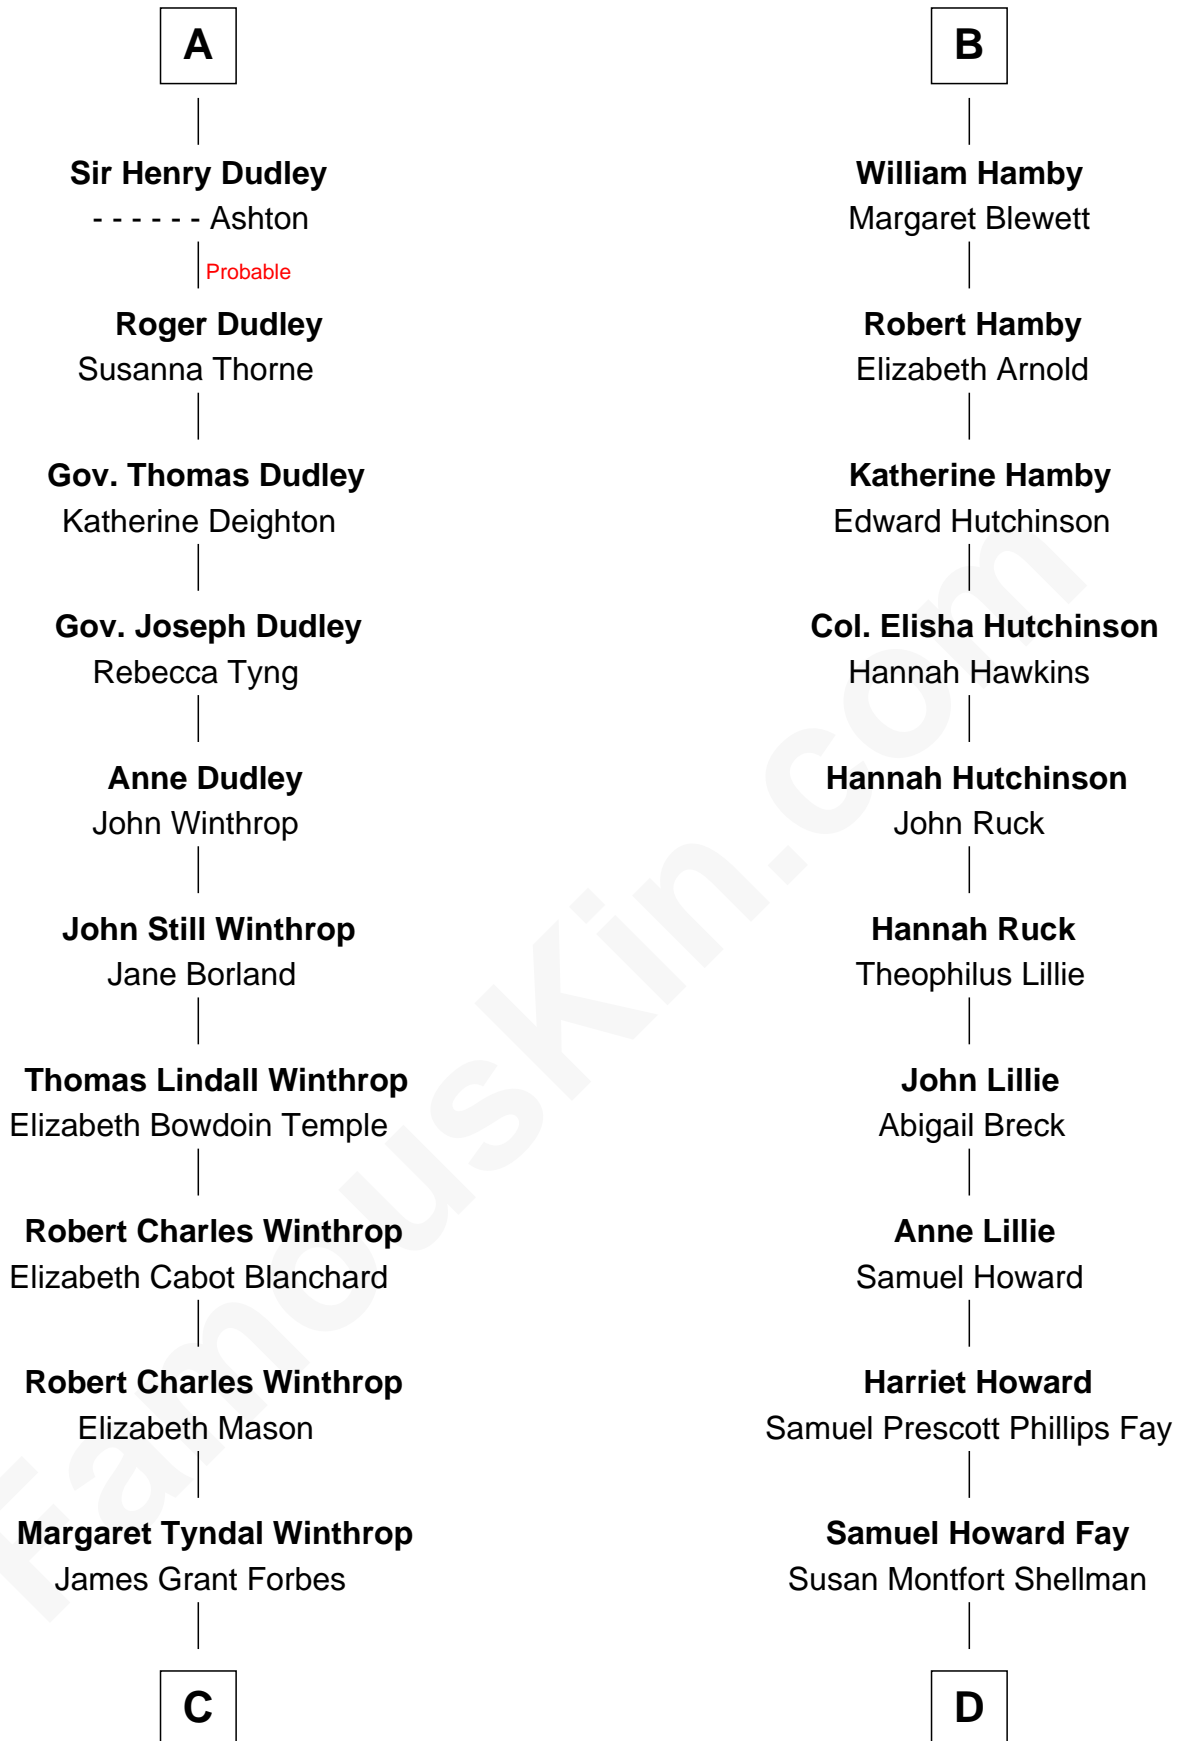 A
Sir Henry Dudley
- - - - - - Ashton
Probable
Roger Dudley
Susanna Thorne
Gov. Thomas Dudley
Katherine Deighton
Gov. Joseph Dudley
Rebecca Tyng
Anne Dudley
John Winthrop
John Still Winthrop
Jane Borland
Thomas Lindall Winthrop
Elizabeth Bowdoin Temple
Robert Charles Winthrop
Elizabeth Cabot Blanchard
Robert Charles Winthrop
Elizabeth Mason
Margaret Tyndal Winthrop
James Grant Forbes
C
B
William Hamby
Margaret Blewett
Robert Hamby
Elizabeth Arnold
Katherine Hamby
Edward Hutchinson
Col. Elisha Hutchinson
Hannah Hawkins
Hannah Hutchinson
John Ruck
Hannah Ruck
Theophilus Lillie
John Lillie
Abigail Breck
Anne Lillie
Samuel Howard
Harriet Howard
Samuel Prescott Phillips Fay
Samuel Howard Fay
Susan Montfort Shellman
D
FamousKin.com